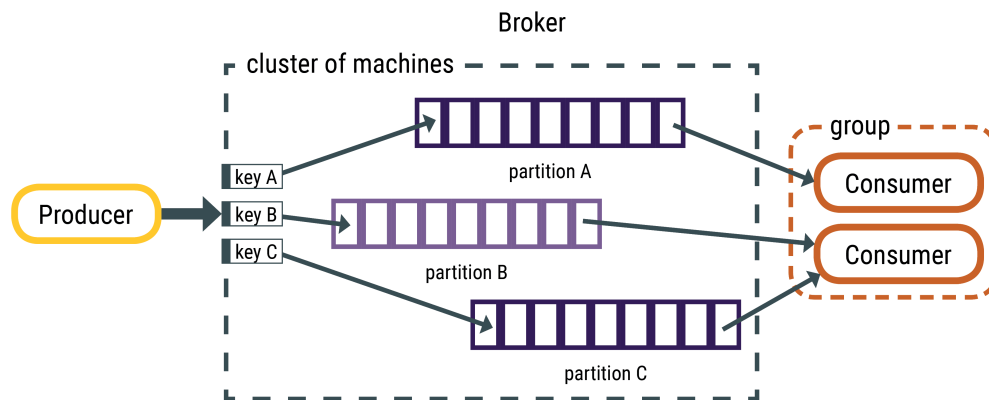 Broker
cluster of machines
group
partition A
key A
Consumer
Producer
key B
key C
partition B
Consumer
partition C